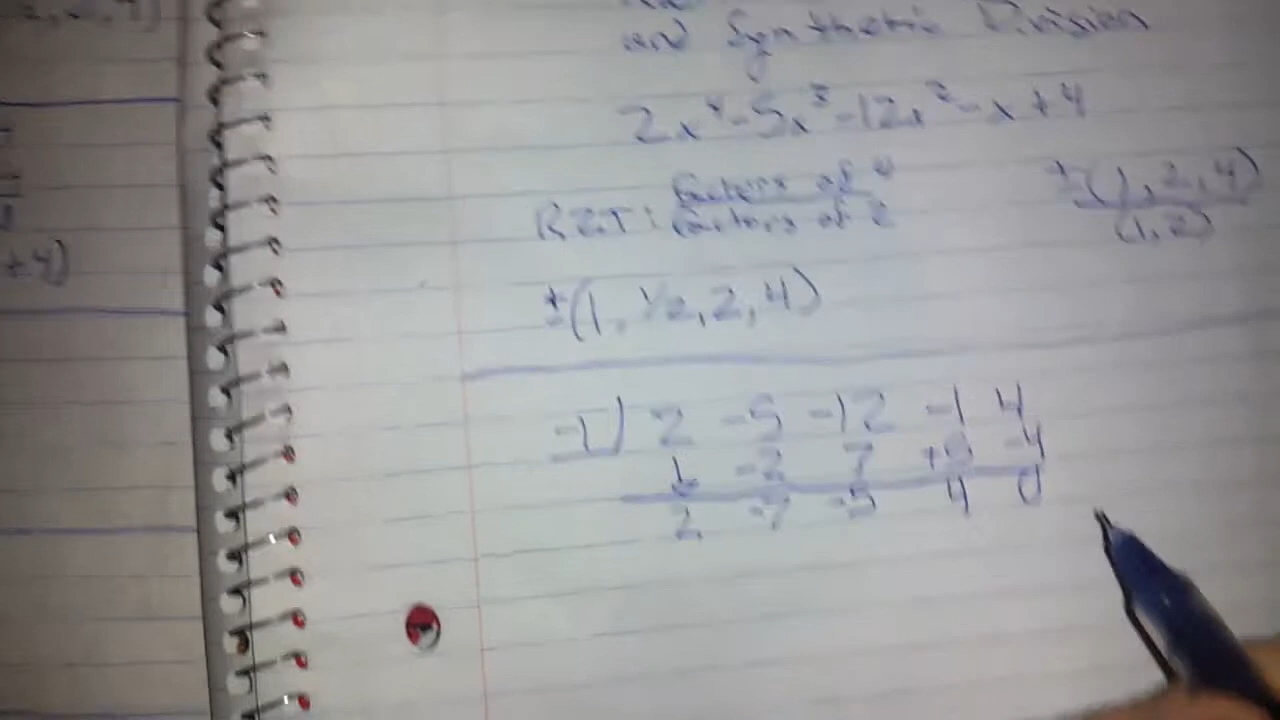 and Synthetic Division
2x⁴-5x³-12x²-x+4
RZT: factors of 4 / factors of 2
±(1, 2, 4) / (1, 2)
+4)
±(1, 1/2, 2, 4)
-1) 2 -5 -12 -1 4
-2 7 +5 -4
2 -7 -5 4 0